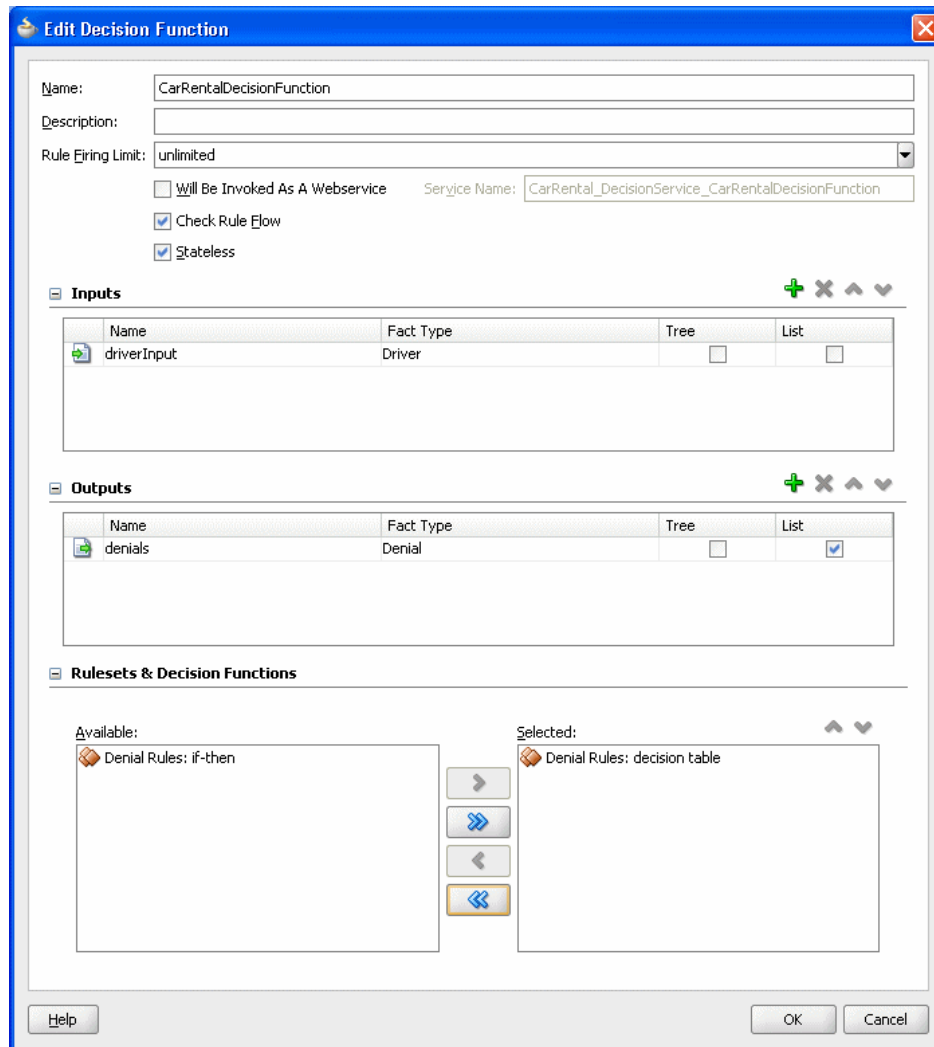 Edit Decision Function
Name: CarRentalDecisionFunction
Description:
Rule Firing Limit: unlimited
Will Be Invoked As A Webservice Service Name: CarRental_DecisionService_CarRentalDecisionFunction
Check Rule Flow
Stateless
Inputs
Name Fact Type Tree List
driverInput Driver
Outputs
Name Fact Type Tree List
denials Denial
Rulesets & Decision Functions
Available: Selected:
Denial Rules: if-then Denial Rules: decision table
Help OK Cancel